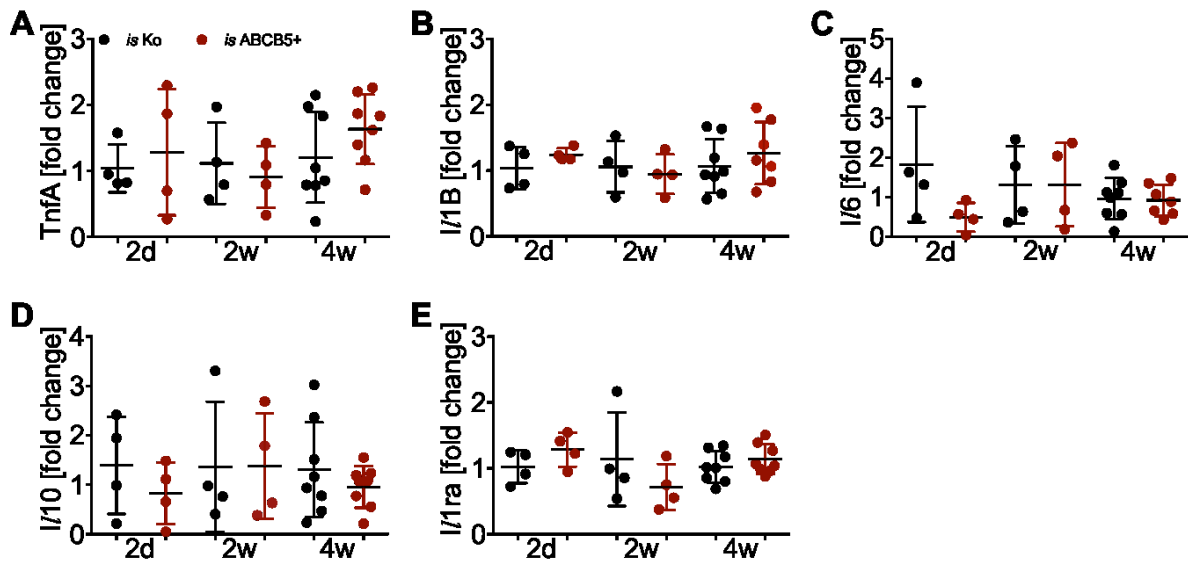 A
is Ko
is ABCB5+
TnfA [fold change]
3
2
1
0
2d
2w
4w
B
Il1B [fold change]
3
2
1
0
2d
2w
4w
C
Il6 [fold change]
5
4
3
2
1
0
2d
2w
4w
D
Il10 [fold change]
4
3
2
1
0
2d
2w
4w
E
Il1ra [fold change]
3
2
1
0
2d
2w
4w